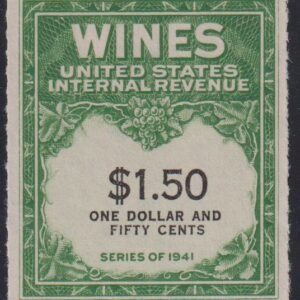 WINES
UNITED STATES
INTERNAL REVENUE
$1.50
ONE DOLLAR AND
FIFTY CENTS
SERIES OF 1941